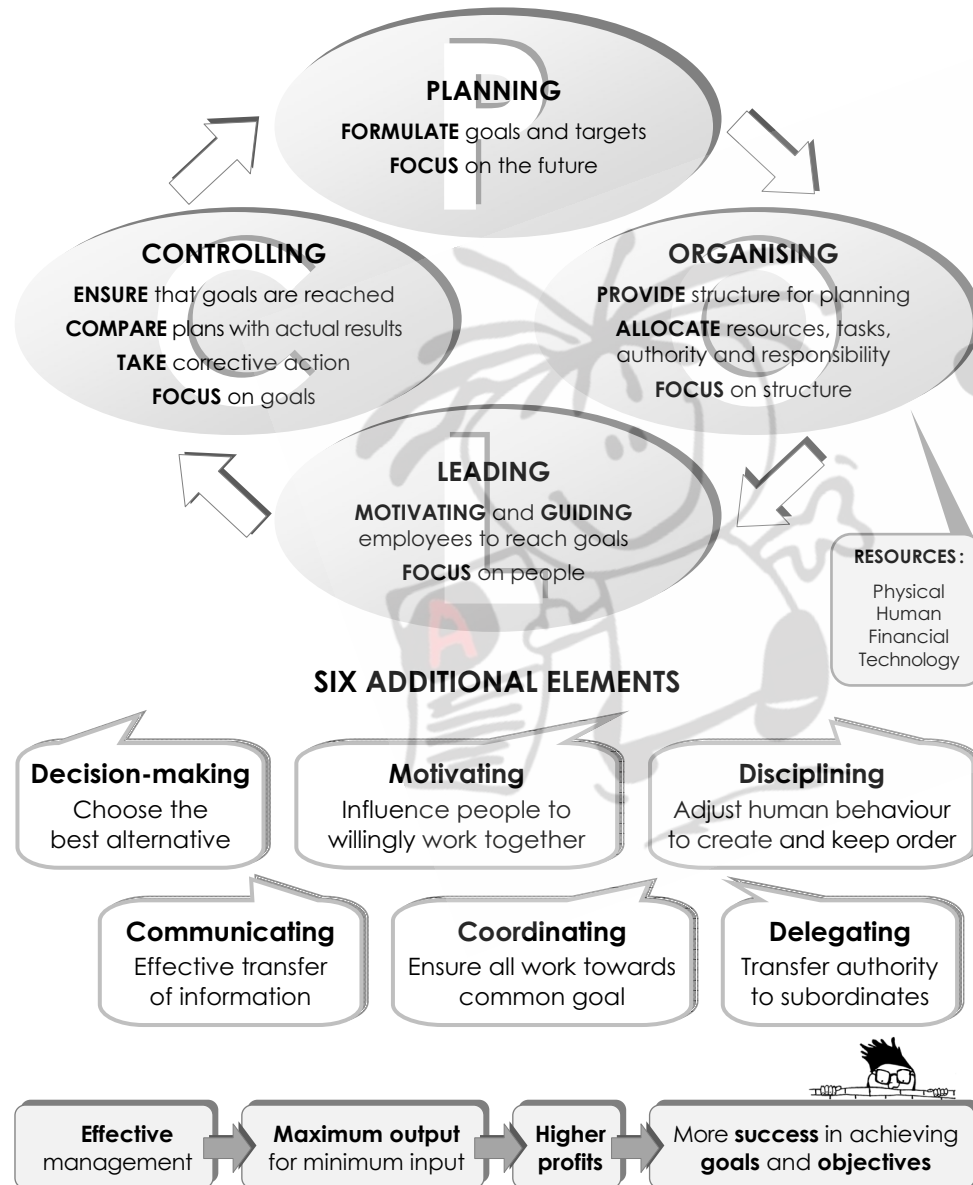 P
PLANNING
FORMULATE goals and targets
FOCUS on the future
C
CONTROLLING
ENSURE that goals are reached
COMPARE plans with actual results
TAKE corrective action
FOCUS on goals
O
ORGANISING
PROVIDE structure for planning
ALLOCATE resources, tasks,
authority and responsibility
FOCUS on structure
L
LEADING
MOTIVATING and GUIDING
employees to reach goals
FOCUS on people
RESOURCES:
Physical
Human
Financial
Technology
A
SIX ADDITIONAL ELEMENTS
Decision-making
Choose the
best alternative
Motivating
Influence people to
willingly work together
Disciplining
Adjust human behaviour
to create and keep order
Communicating
Effective transfer
of information
Coordinating
Ensure all work towards
common goal
Delegating
Transfer authority
to subordinates
Effective
management
Maximum output
for minimum input
Higher
profits
More success in achieving
goals and objectives